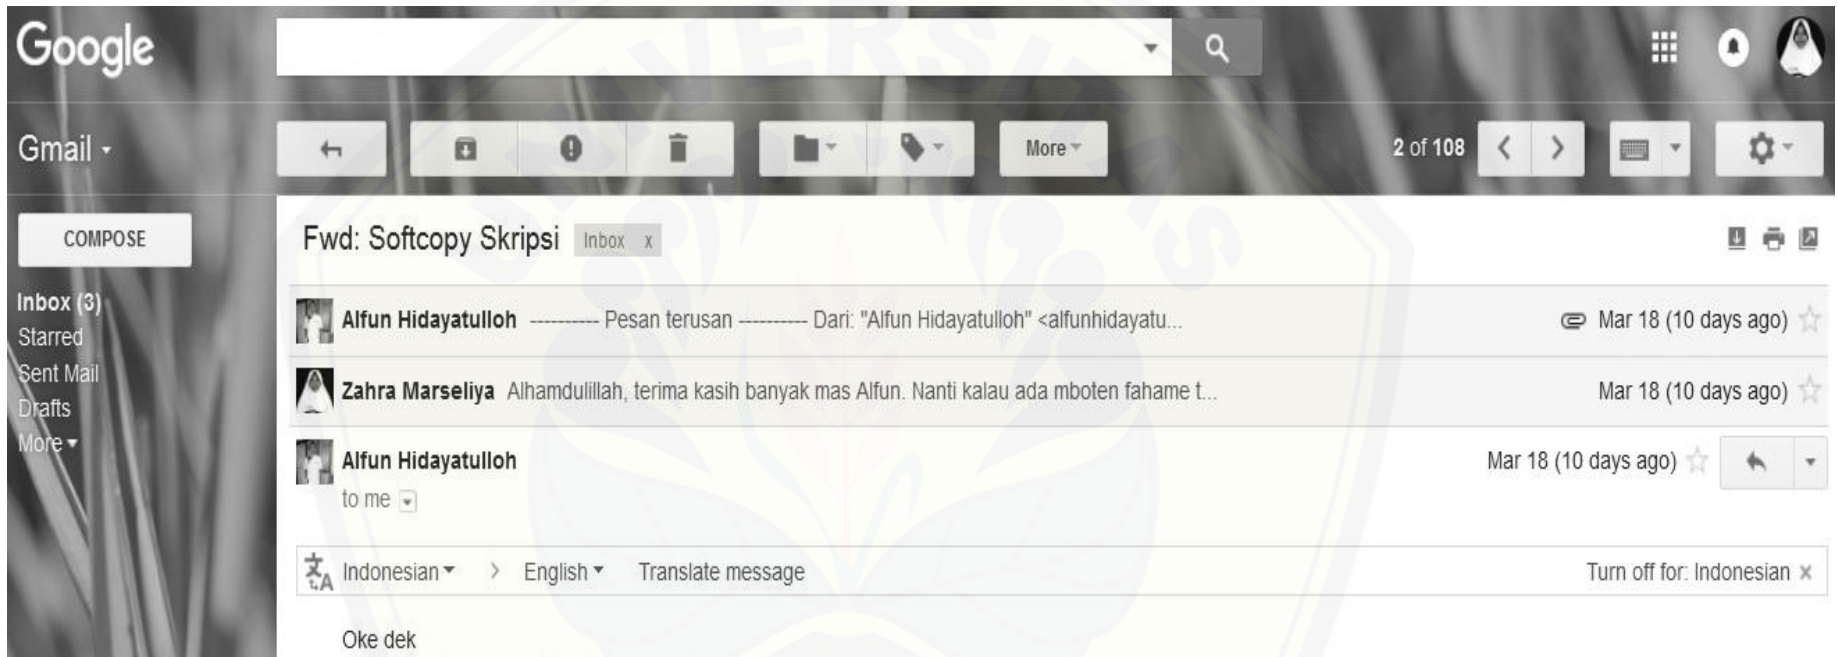 Google
Gmail
More
2 of 108
COMPOSE
Inbox (3)
Starred
Sent Mail
Drafts
More
Fwd: Softcopy Skripsi Inbox x
Alfun Hidayatulloh ---------- Pesan terusan ---------- Dari: "Alfun Hidayatulloh" <alfunhidayatu... Mar 18 (10 days ago)
Zahra Marseliya Alhamdulillah, terima kasih banyak mas Alfun. Nanti kalau ada mboten fahame t... Mar 18 (10 days ago)
Alfun Hidayatulloh Mar 18 (10 days ago)
to me
Indonesian > English Translate message Turn off for: Indonesian x
Oke dek
UNIVERSITAS